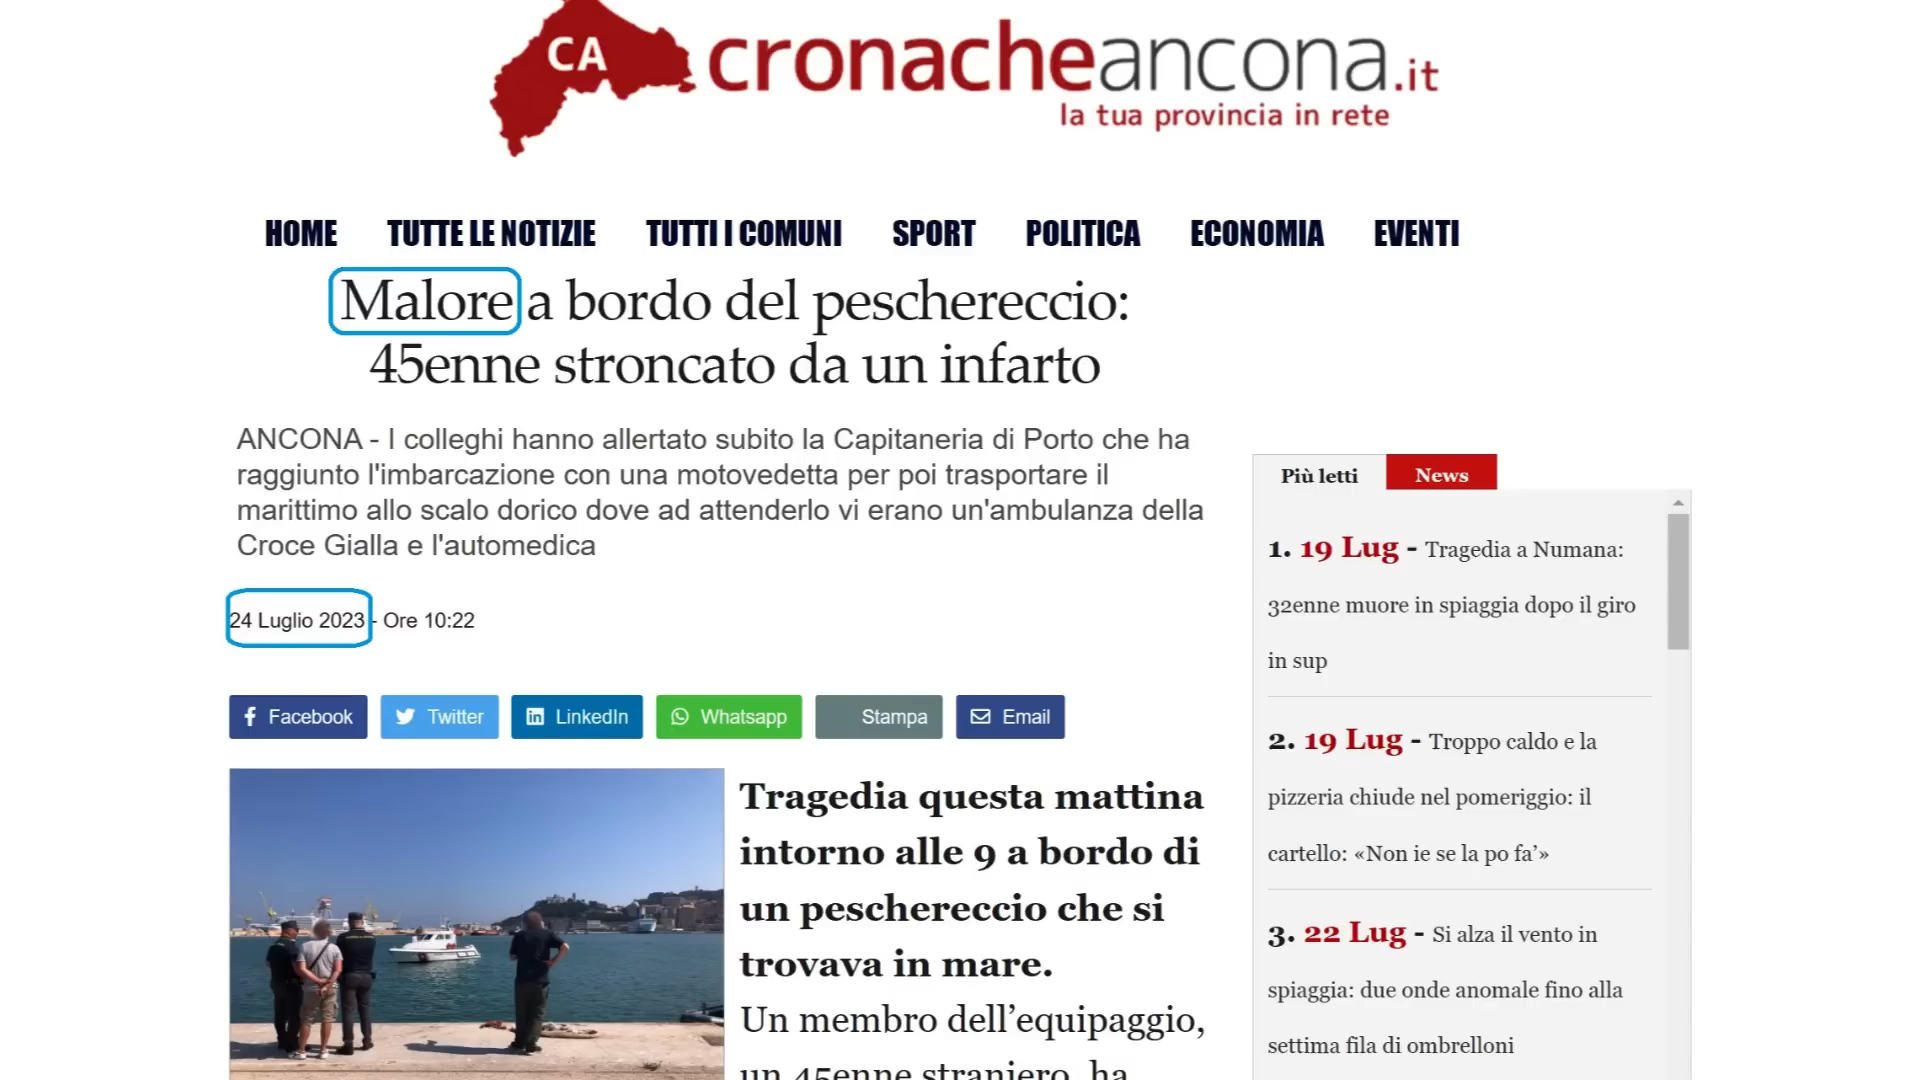 CA
cronacheancona.it
la tua provincia in rete
HOME TUTTE LE NOTIZIE TUTTI I COMUNI SPORT POLITICA ECONOMIA EVENTI
Malore a bordo del peschereccio:
45enne stroncato da un infarto
ANCONA - I colleghi hanno allertato subito la Capitaneria di Porto che ha
raggiunto l'imbarcazione con una motovedetta per poi trasportare il
marittimo allo scalo dorico dove ad attenderlo vi erano un'ambulanza della
Croce Gialla e l'automedica
24 Luglio 2023 - Ore 10:22
Facebook Twitter LinkedIn Whatsapp Stampa Email
Tragedia questa mattina
intorno alle 9 a bordo di
un peschereccio che si
trovava in mare.
Un membro dell’equipaggio,
un 45enne straniero, ha
Più letti News
1. 19 Lug - Tragedia a Numana:
32enne muore in spiaggia dopo il giro
in sup
2. 19 Lug - Troppo caldo e la
pizzeria chiude nel pomeriggio: il
cartello: «Non ie se la po fa’»
3. 22 Lug - Si alza il vento in
spiaggia: due onde anomale fino alla
settima fila di ombrelloni